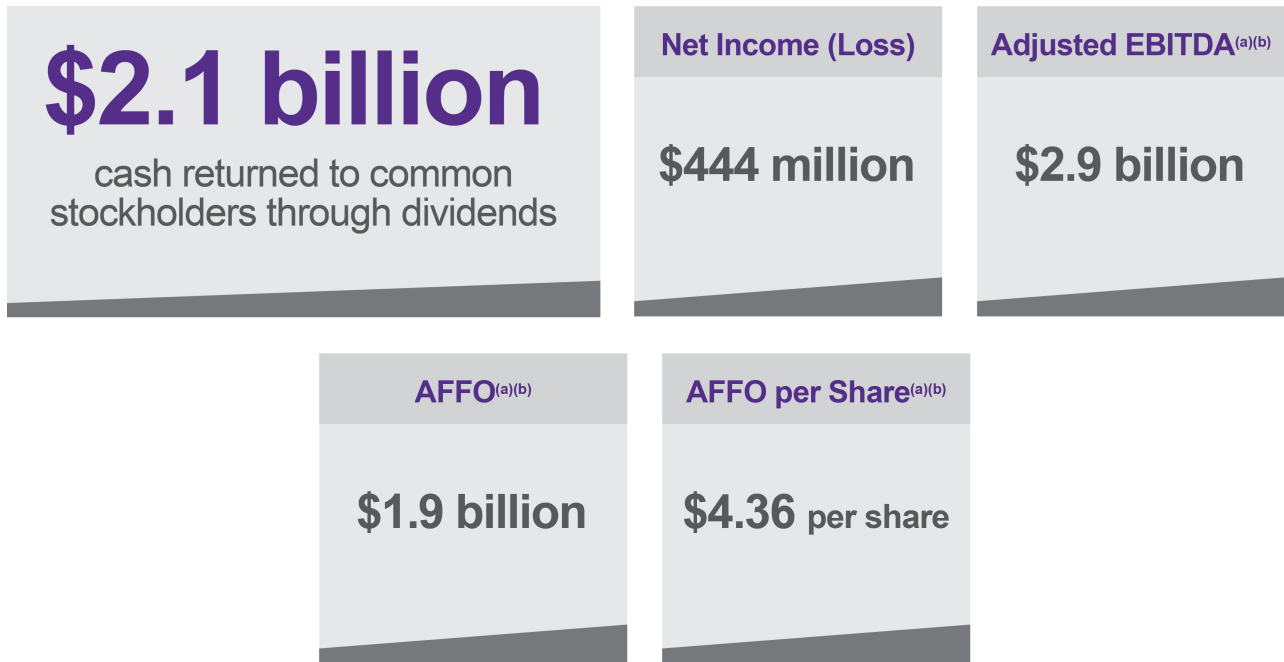 $2.1 billion
cash returned to common
stockholders through dividends
Net Income (Loss)
$444 million
Adjusted EBITDA(a)(b)
$2.9 billion
AFFO(a)(b)
$1.9 billion
AFFO per Share(a)(b)
$4.36 per share